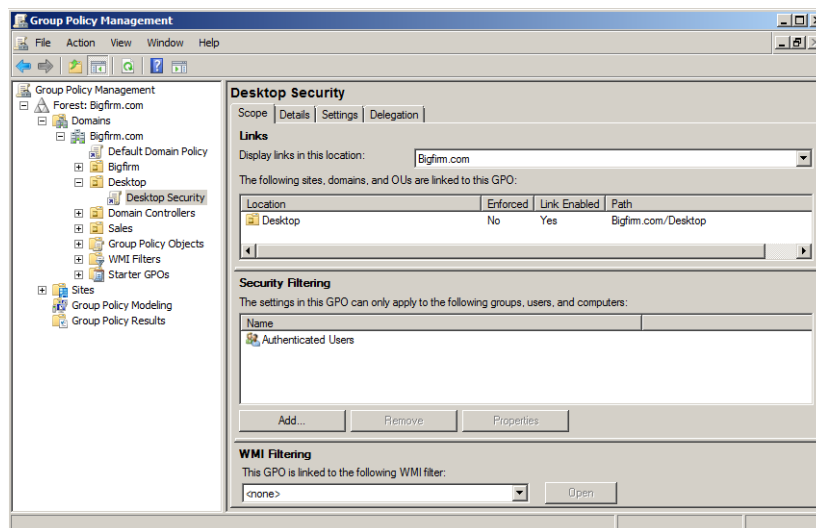 Group Policy Management
File Action View Window Help
Group Policy Management
Forest: Bigfirm.com
Domains
Bigfirm.com
Default Domain Policy
Bigfirm
Desktop
Desktop Security
Domain Controllers
Sales
Group Policy Objects
WMI Filters
Starter GPOs
Sites
Group Policy Modeling
Group Policy Results
Desktop Security
Scope Details Settings Delegation
Links
Display links in this location: Bigfirm.com
The following sites, domains, and OUs are linked to this GPO:
Location Enforced Link Enabled Path
Desktop No Yes Bigfirm.com/Desktop
Security Filtering
The settings in this GPO can only apply to the following groups, users, and computers:
Name
Authenticated Users
Add... Remove Properties
WMI Filtering
This GPO is linked to the following WMI filter:
<none> Open